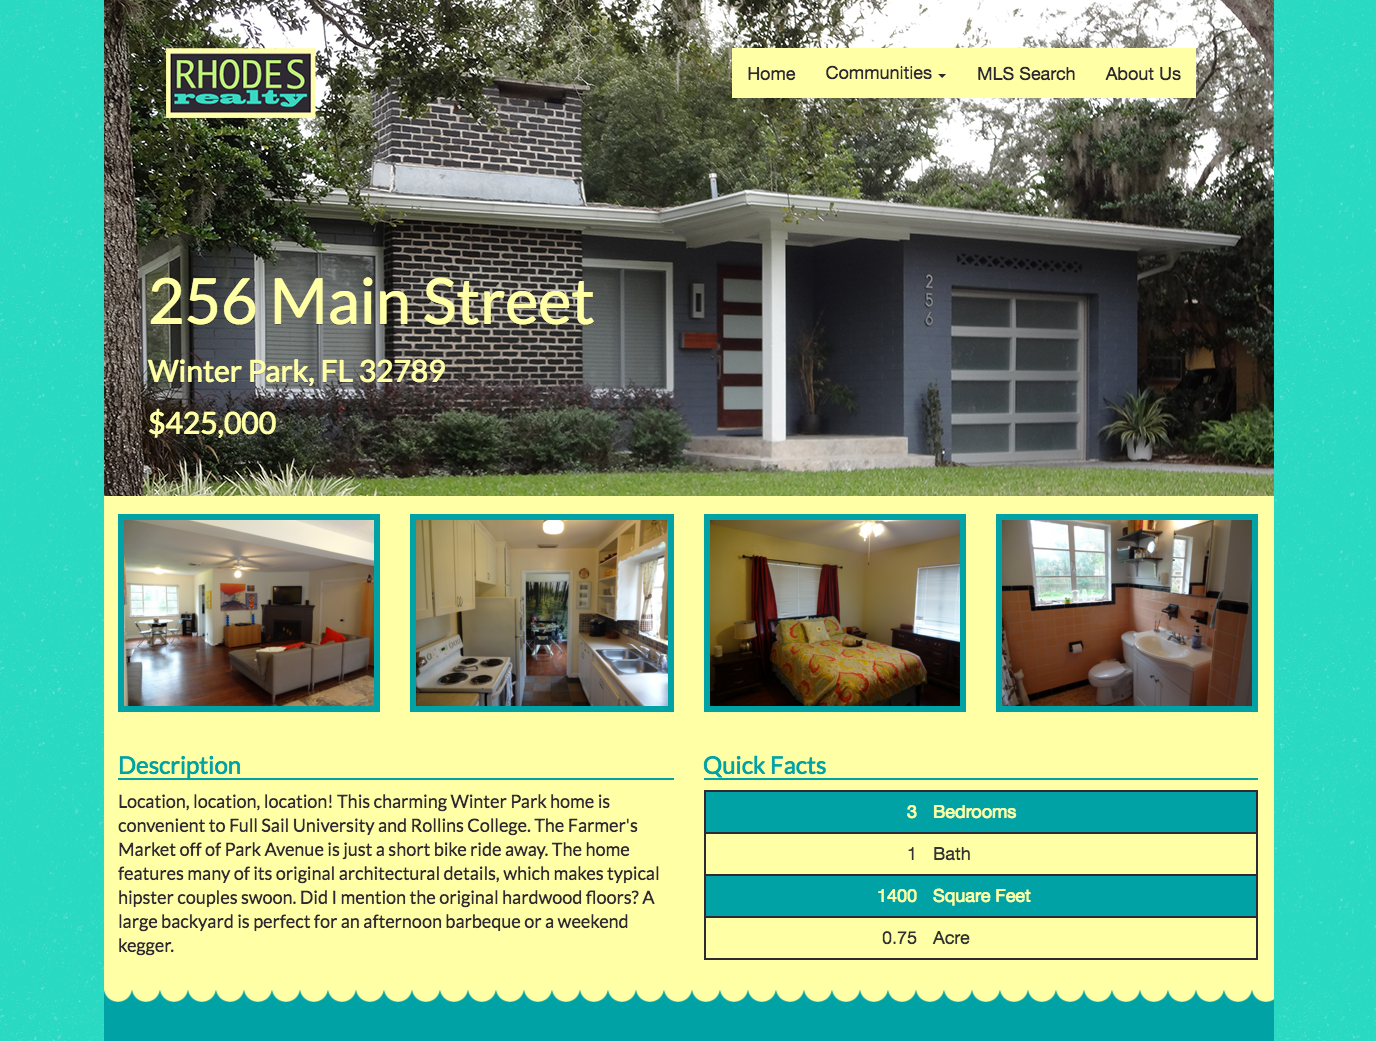 RHODES
realty
Home Communities MLS Search About Us
256
256 Main Street
Winter Park, FL 32789
$425,000
Description
Location, location, location! This charming Winter Park home is
convenient to Full Sail University and Rollins College. The Farmer's
Market off of Park Avenue is just a short bike ride away. The home
features many of its original architectural details, which makes typical
hipster couples swoon. Did I mention the original hardwood floors? A
large backyard is perfect for an afternoon barbeque or a weekend
kegger.
Quick Facts
3 Bedrooms
1 Bath
1400 Square Feet
0.75 Acre